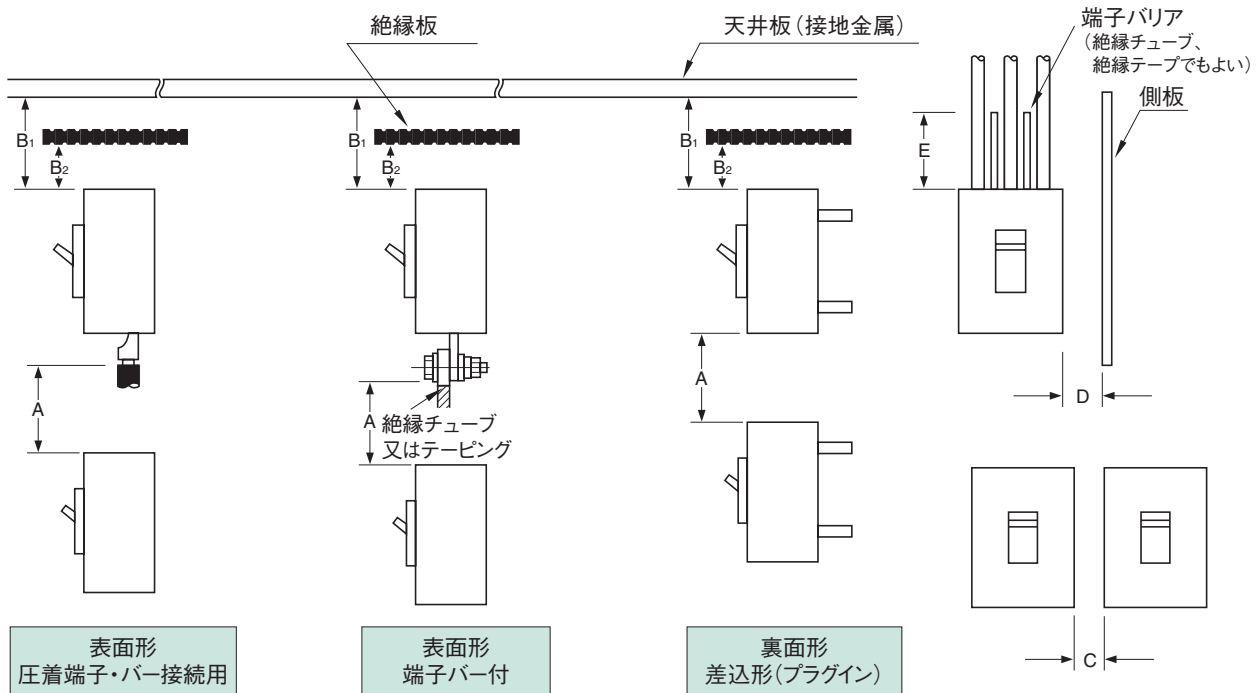 絶縁板
天井板（接地金属）
端子バリア
（絶縁チューブ、
絶縁テープでもよい）
側板
B1
B2
B1
B2
B1
B2
E
A
A
絶縁チューブ
又はテーピング
A
D
C
表面形
圧着端子・バー接続用
表面形
端子バー付
裏面形
差込形（プラグイン）